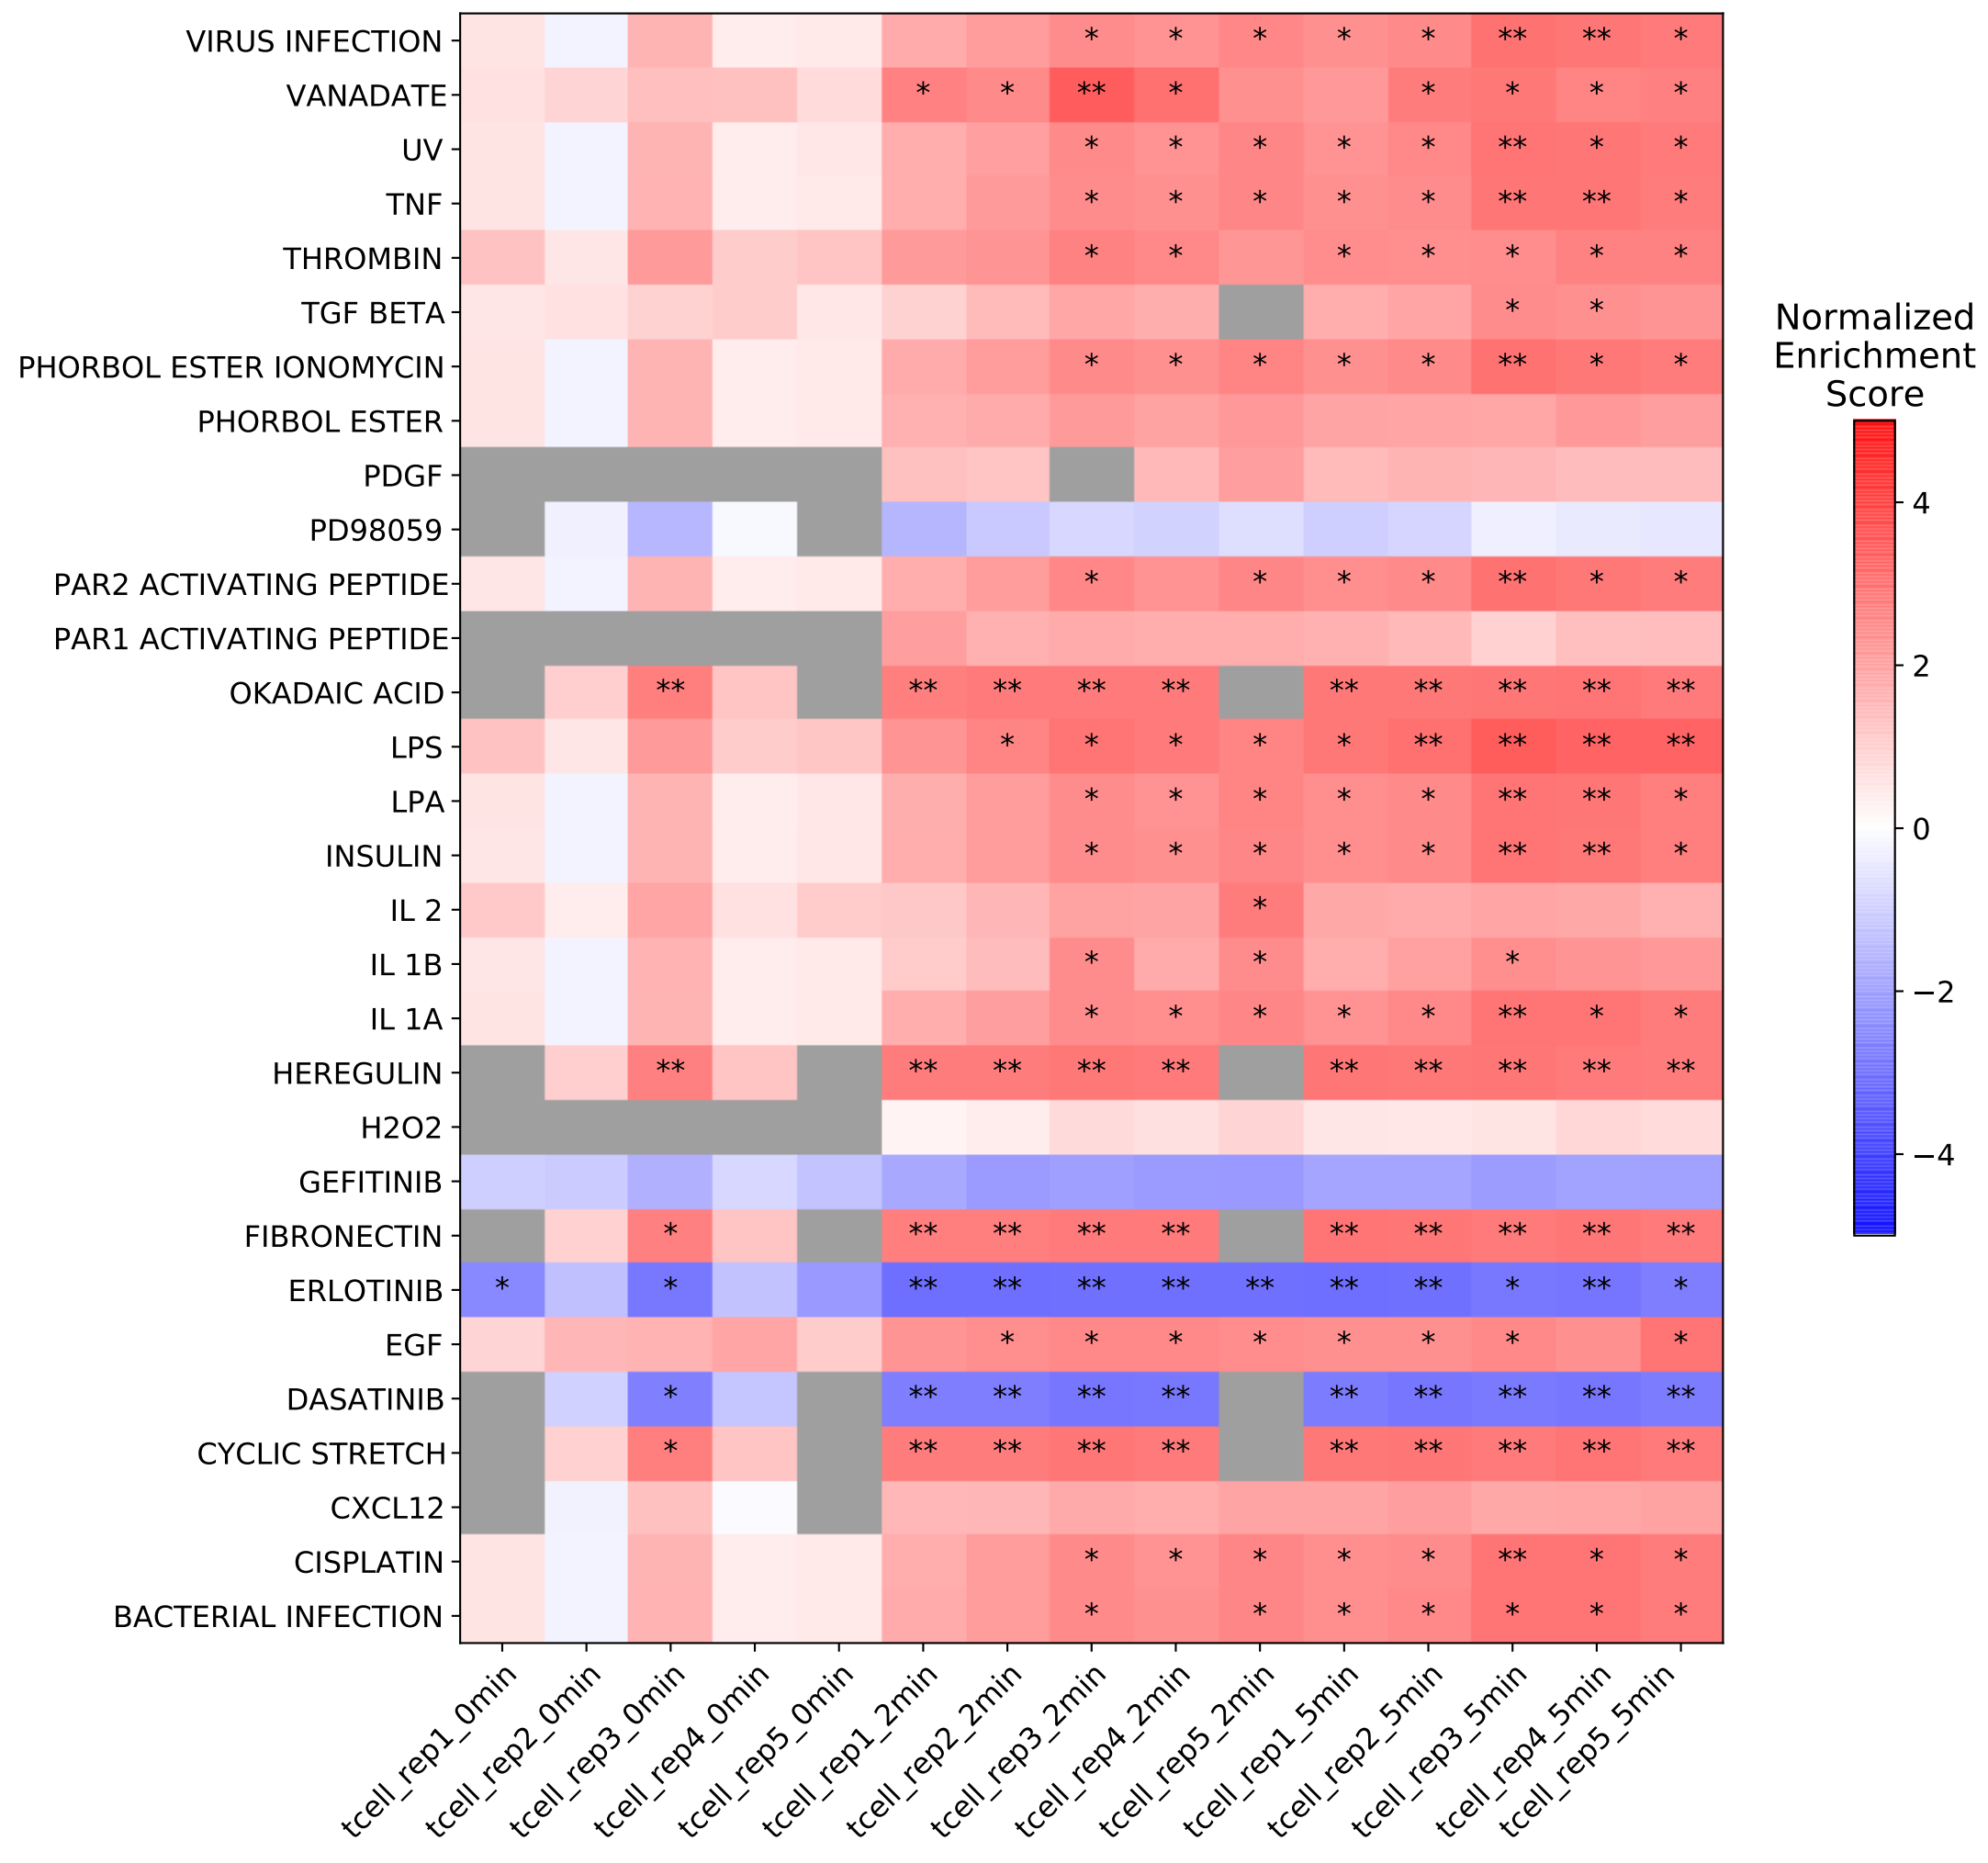 VIRUS INFECTION * * * * * ** ** *
VANADATE * * ** * * * * *
UV * * * * * ** * *
TNF * * * * * ** ** *
THROMBIN * * * * * * *
TGF BETA * *
PHORBOL ESTER IONOMYCIN * * * * * ** * *
PHORBOL ESTER
PDGF
PD98059
PAR2 ACTIVATING PEPTIDE * * * * ** * *
PAR1 ACTIVATING PEPTIDE
OKADAIC ACID ** ** ** ** ** ** ** ** ** **
LPS * * * * * ** ** ** **
LPA * * * * * ** ** *
INSULIN * * * * * ** ** *
IL 2 *
IL 1B * * *
IL 1A * * * * * ** * *
HEREGULIN ** ** ** ** ** ** ** ** ** **
H2O2
GEFITINIB
FIBRONECTIN * ** ** ** ** ** ** ** ** **
ERLOTINIB * * ** ** ** ** ** ** ** * ** *
EGF * * * * * * * *
DASATINIB * ** ** ** ** ** ** ** ** **
CYCLIC STRETCH * ** ** ** ** ** ** ** ** **
CXCL12
CISPLATIN * * * * * ** * *
BACTERIAL INFECTION * * * * * * *
tcell_rep1_0min
tcell_rep2_0min
tcell_rep3_0min
tcell_rep4_0min
tcell_rep5_0min
tcell_rep1_2min
tcell_rep2_2min
tcell_rep3_2min
tcell_rep4_2min
tcell_rep5_2min
tcell_rep1_5min
tcell_rep2_5min
tcell_rep3_5min
tcell_rep4_5min
tcell_rep5_5min
Normalized
Enrichment
Score
4
2
0
−2
−4